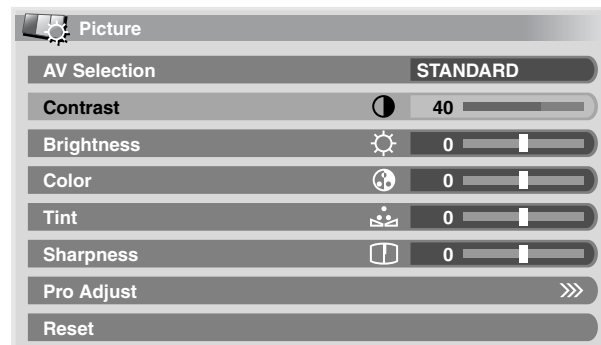 Picture
AV Selection STANDARD
Contrast 40
Brightness 0
Color 0
Tint 0
Sharpness 0
Pro Adjust
Reset